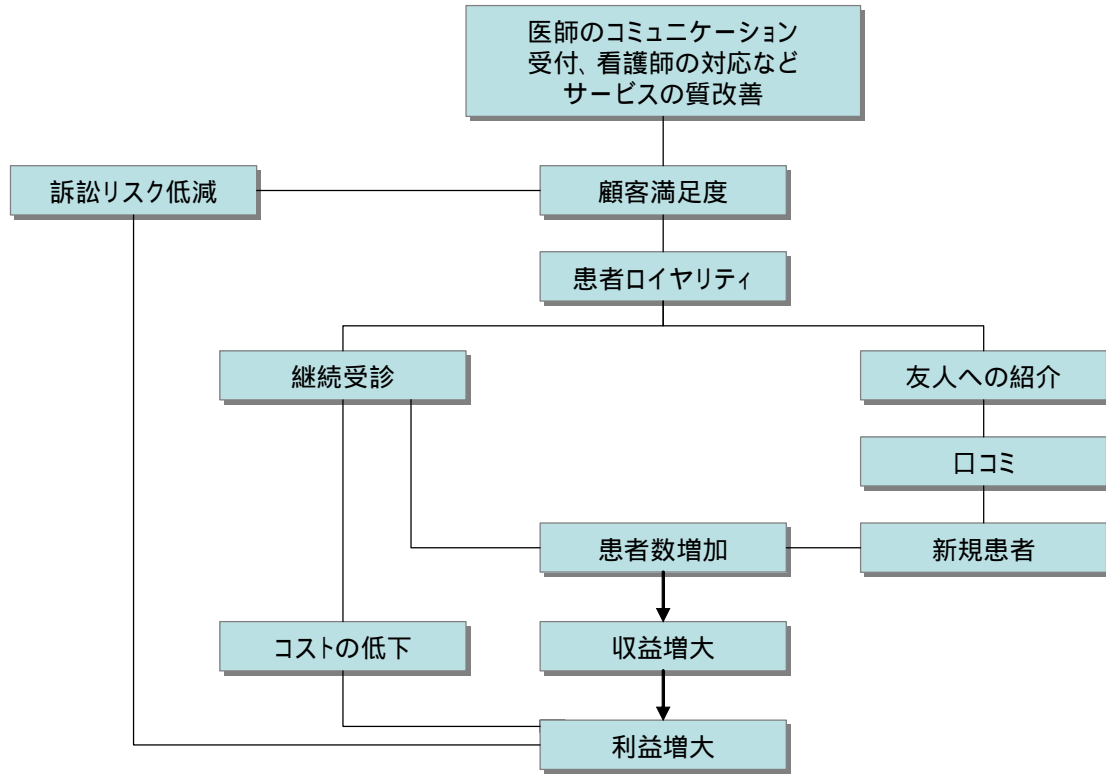 医師のコミュニケーション
受付、看護師の対応など
サービスの質改善
訴訟リスク低減
顧客満足度
患者ロイヤリティ
継続受診
友人への紹介
口コミ
患者数増加
新規患者
コストの低下
収益増大
利益増大